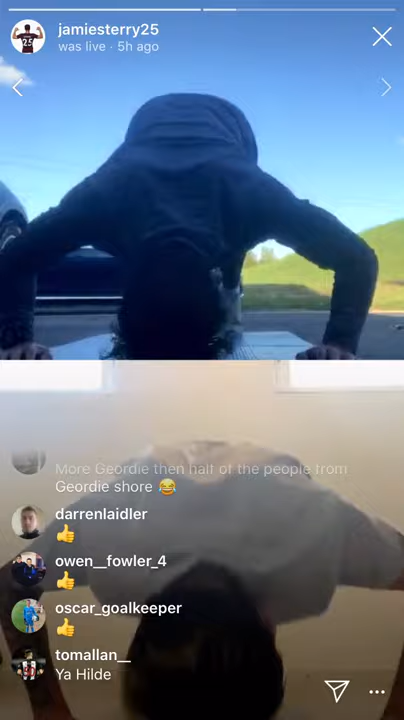 jamiesterry25
was live · 5h ago
More Geordie then half of the people from
Geordie shore 😂
darrenlaidler
👍
owen__fowler_4
👍
oscar_goalkeeper
👍
tomallan__
Ya Hilde